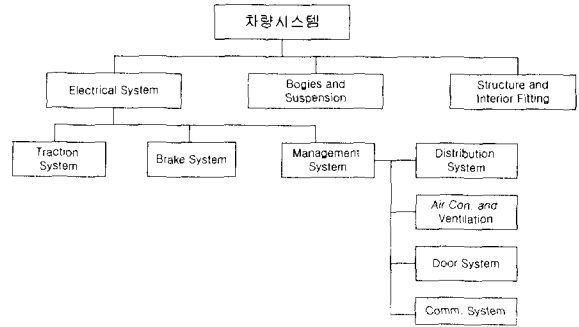 차량시스템
Electrical System
Bogies and
Suspension
Structure and
Interior Fitting
Traction
System
Brake System
Management
System
Distribution
System
Air Con. and
Ventilation
Door System
Comm. System